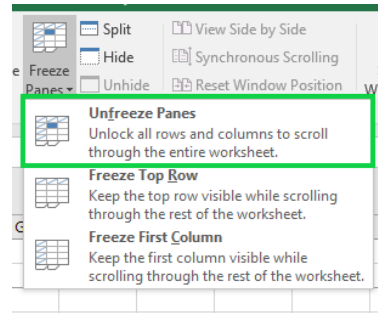 Split
View Side by Side
Hide
Synchronous Scrolling
e Freeze
Panes
Unhide
Reset Window Position
W
Unfreeze Panes
Unlock all rows and columns to scroll
through the entire worksheet.
Freeze Top Row
Keep the top row visible while scrolling
through the rest of the worksheet.
G
Freeze First Column
Keep the first column visible while
scrolling through the rest of the worksheet.